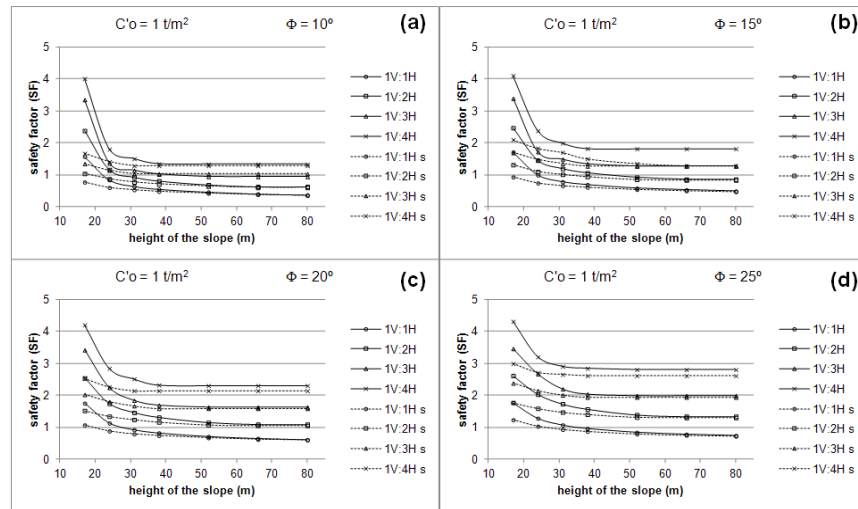 C'o = 1 t/m² Φ = 10º (a)
safety factor (SF)
5
4
3
2
1
0
10 20 30 40 50 60 70 80
height of the slope (m)
1V:1H
1V:2H
1V:3H
1V:4H
1V:1H s
1V:2H s
1V:3H s
1V:4H s
C'o = 1 t/m² Φ = 15º (b)
safety factor (SF)
5
4
3
2
1
0
10 20 30 40 50 60 70 80
height of the slope (m)
1V:1H
1V:2H
1V:3H
1V:4H
1V:1H s
1V:2H s
1V:3H s
1V:4H s
C'o = 1 t/m² Φ = 20º (c)
safety factor (SF)
5
4
3
2
1
0
10 20 30 40 50 60 70 80
height of the slope (m)
1V:1H
1V:2H
1V:3H
1V:4H
1V:1H s
1V:2H s
1V:3H s
1V:4H s
C'o = 1 t/m² Φ = 25º (d)
safety factor (SF)
5
4
3
2
1
0
10 20 30 40 50 60 70 80
height of the slope (m)
1V:1H
1V:2H
1V:3H
1V:4H
1V:1H s
1V:2H s
1V:3H s
1V:4H s